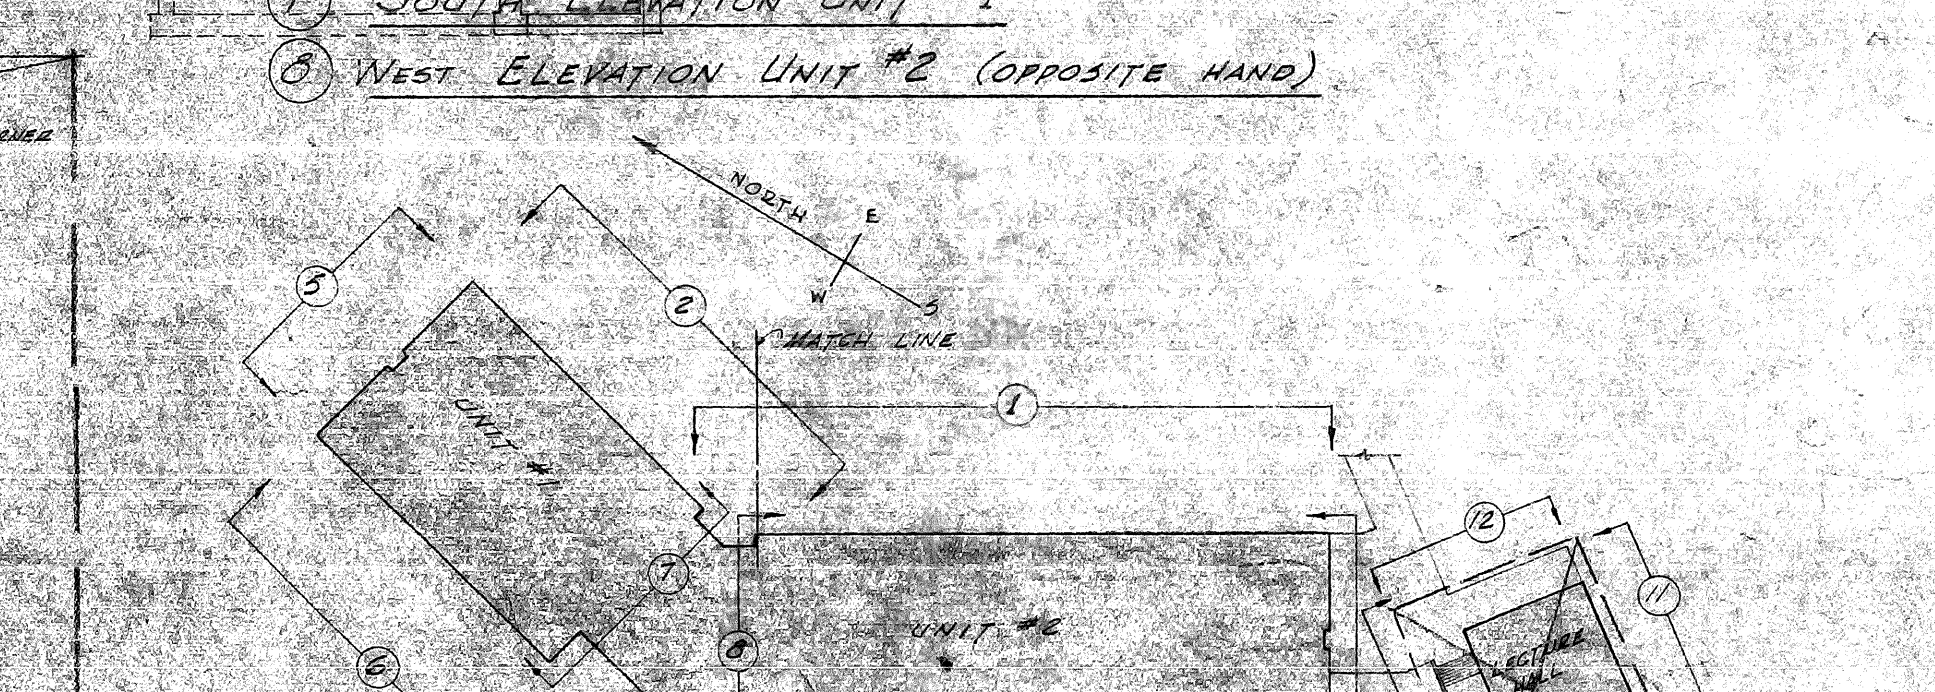 7 SOUTH ELEVATION UNIT 1
8 WEST ELEVATION UNIT #2 (OPPOSITE HAND)
NORTH
E
W
S
5
2
MATCH LINE
1
UNIT #1
12
7
11
UNIT #2
8
6
LECTURE
HALL